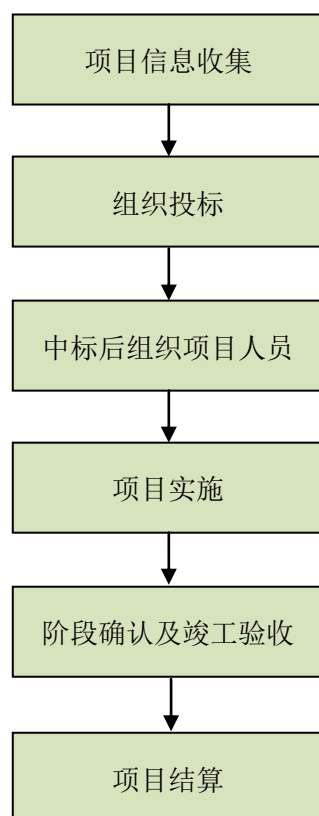 项目信息收集
组织投标
中标后组织项目人员
项目实施
阶段确认及竣工验收
项目结算